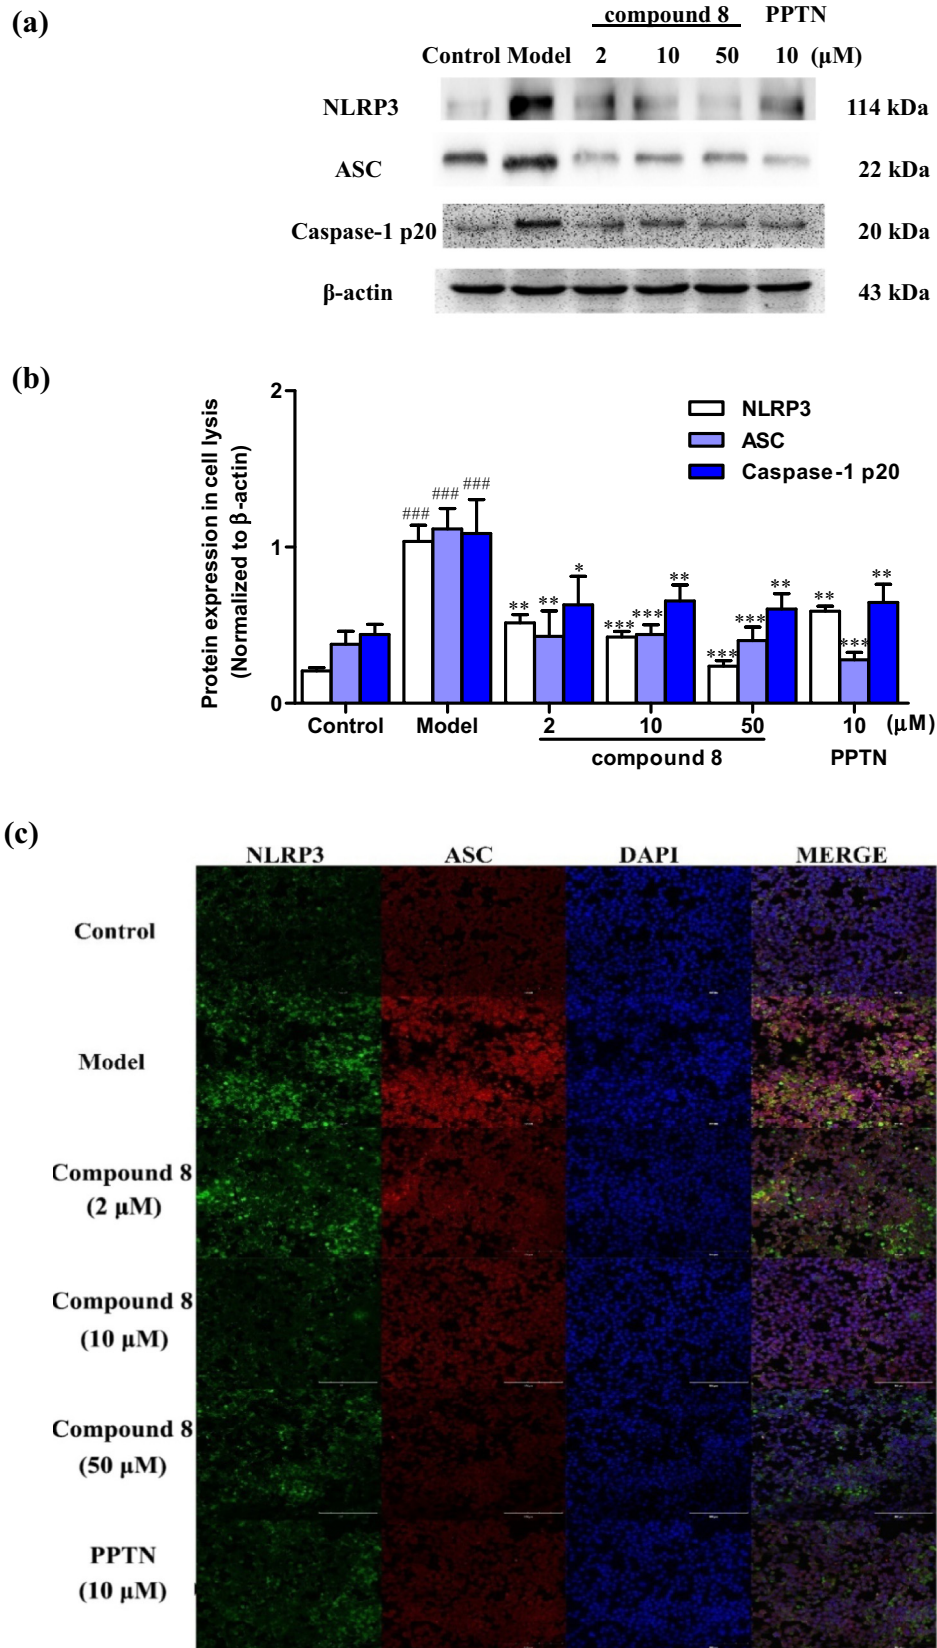 (a)
compound 8 PPTN
Control Model 2 10 50 10 (μM)
NLRP3 114 kDa
ASC 22 kDa
Caspase-1 p20 20 kDa
β-actin 43 kDa
(b)
Protein expression in cell lysis
(Normalized to β-actin)
2
1
0
NLRP3
ASC
Caspase-1 p20
### ### ###
** ** * *** *** ** *** *** ** ** *** **
Control Model 2 10 50 10 (μM)
compound 8 PPTN
(c)
NLRP3 ASC DAPI MERGE
Control
Model
Compound 8
(2 μM)
Compound 8
(10 μM)
Compound 8
(50 μM)
PPTN
(10 μM)